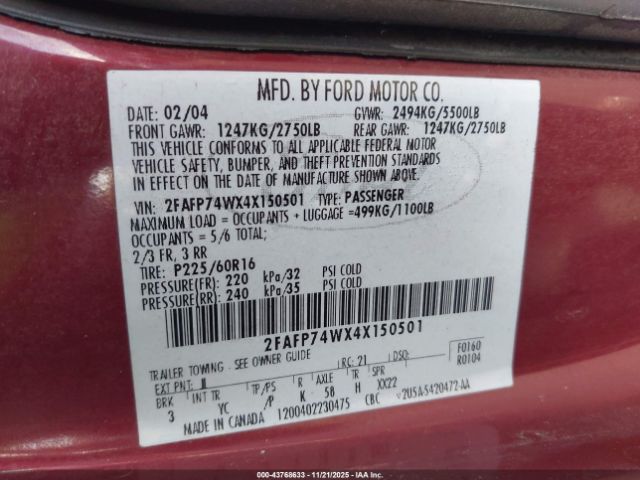 MFD. BY FORD MOTOR CO.
DATE: 02/04 GVWR: 2494KG/5500LB
FRONT GAWR: 1247KG/2750LB REAR GAWR: 1247KG/2750LB
THIS VEHICLE CONFORMS TO ALL APPLICABLE FEDERAL MOTOR
VEHICLE SAFETY, BUMPER, AND THEFT PREVENTION STANDARDS
IN EFFECT ON THE DATE OF MANUFACTURE SHOWN ABOVE.
VIN: 2FAFP74WX4X150501 TYPE: PASSENGER
MAXIMUM LOAD = OCCUPANTS + LUGGAGE =499KG/1100LB
OCCUPANTS = 5/6 TOTAL;
2/3 FR, 3 RR
TIRE: P225/60R16
PRESSURE(FR): 220 kPa/32 PSI COLD
PRESSURE(RR): 240 kPa/35 PSI COLD
2FAFP74WX4X150501
TRAILER TOWING - SEE OWNER GUIDE
EXT PNT: RC: 21 DSO: F0160
R0104
BRK INT TR TP/PS R AXLE TR SPR
3 YC /P K 58 H XX22
MADE IN CANADA 1200402230475 CBC V2U5A-5420472-AA
000-43768633 - 11/21/2025 - IAAI CORP.